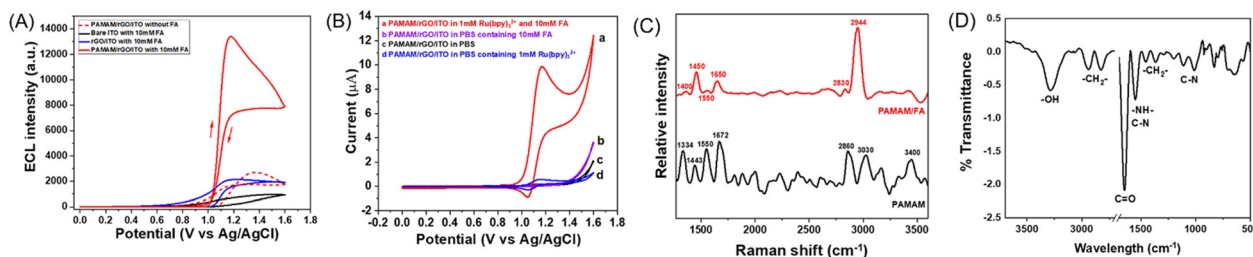 (A)
ECL intensity (a.u.)
14000
12000
10000
8000
6000
4000
2000
0
PAMAM/rGO/ITO without FA
Bare ITO with 10mM FA
rGO/ITO with 10mM FA
PAMAM/rGO/ITO with 10mM FA
0.0 0.2 0.4 0.6 0.8 1.0 1.2 1.4 1.6 1.8
Potential (V vs Ag/AgCl)
(B)
Current (µA)
14
12
10
8
6
4
2
0
-2
a PAMAM/rGO/ITO in 1mM Ru(bpy)₃²⁺ and 10mM FA
b PAMAM/rGO/ITO in PBS containing 10mM FA
c PAMAM/rGO/ITO in PBS
d PAMAM/rGO/ITO in PBS containing 1mM Ru(bpy)₃²⁺
a
b
c
d
0.0 0.2 0.4 0.6 0.8 1.0 1.2 1.4 1.6 1.8
Potential (V vs Ag/AgCl)
(C)
Relative intensity
2944
1450
1650
1400
1550
2830
PAMAM/FA
1334
1443
1550
1672
2860
3030
3400
PAMAM
1500 2000 2500 3000 3500
Raman shift (cm⁻¹)
(D)
% Transmittance
0.5
0.0
-0.5
-1.0
-1.5
-2.0
-2.5
-OH
-CH₂-
-CH₂-
C-N
-NH-
C-N
C=O
3500 2500 1500 1000 50
Wavelength (cm⁻¹)